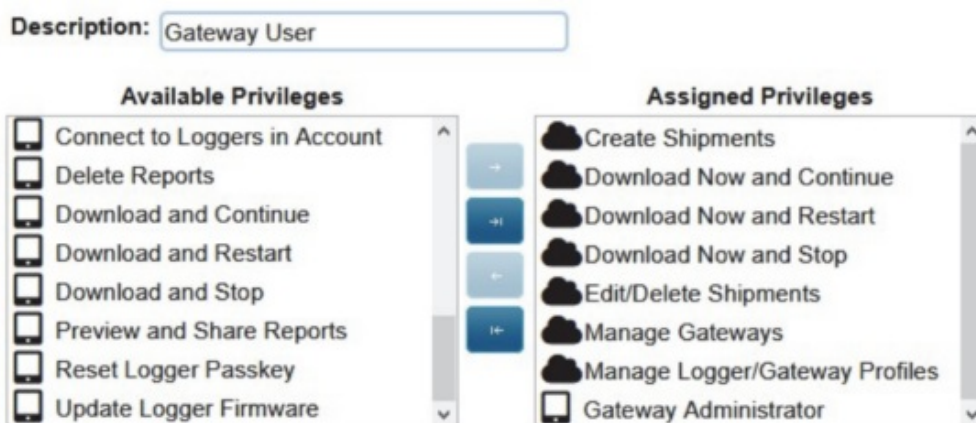 Description: Gateway User
Available Privileges
Connect to Loggers in Account
Delete Reports
Download and Continue
Download and Restart
Download and Stop
Preview and Share Reports
Reset Logger Passkey
Update Logger Firmware
Assigned Privileges
Create Shipments
Download Now and Continue
Download Now and Restart
Download Now and Stop
Edit/Delete Shipments
Manage Gateways
Manage Logger/Gateway Profiles
Gateway Administrator